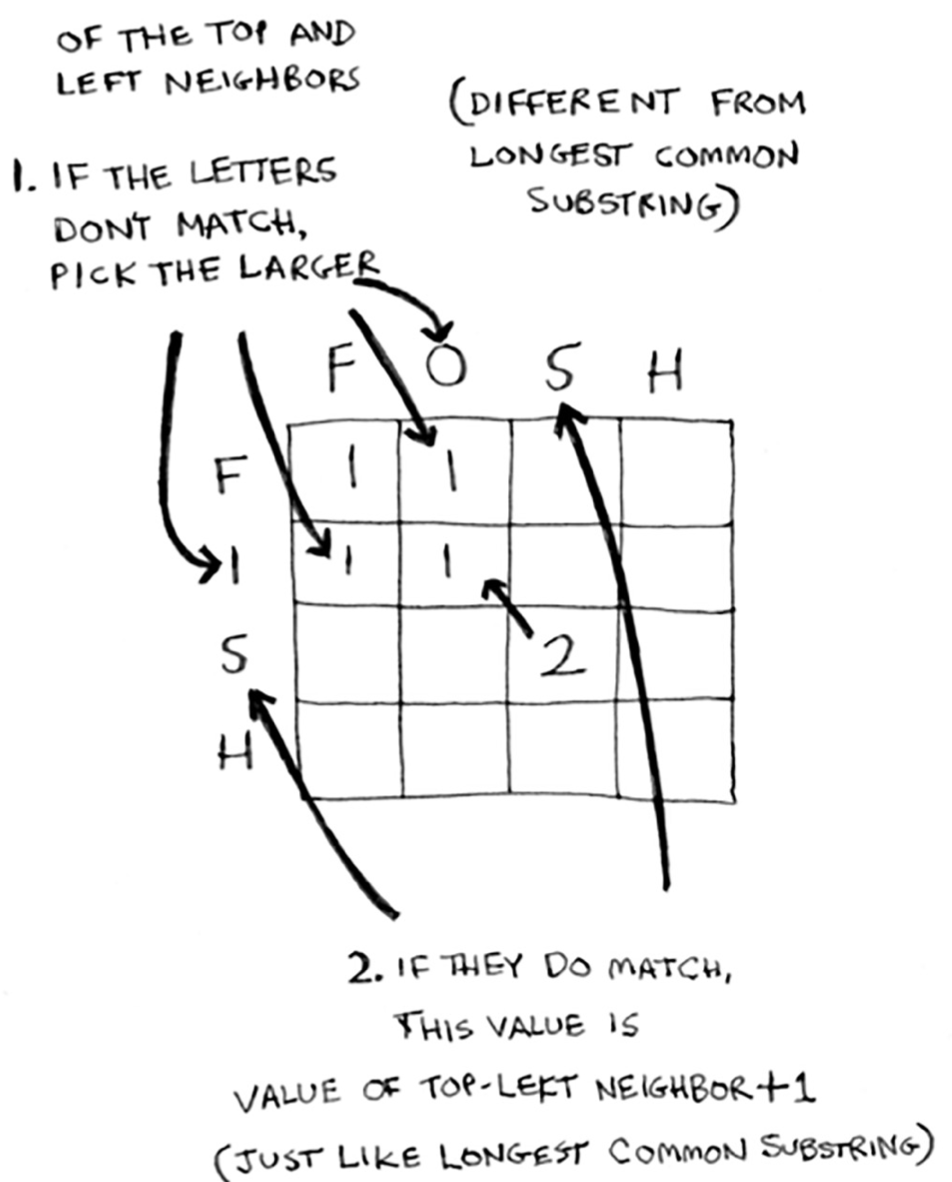 OF THE TOP AND
LEFT NEIGHBORS
(DIFFERENT FROM
LONGEST COMMON
SUBSTRING)
1. IF THE LETTERS
DON'T MATCH,
PICK THE LARGER
F O S H
F 1 1
I 1 1
S 2
H
2. IF THEY DO MATCH,
THIS VALUE IS
VALUE OF TOP-LEFT NEIGHBOR+1
(JUST LIKE LONGEST COMMON SUBSTRING)